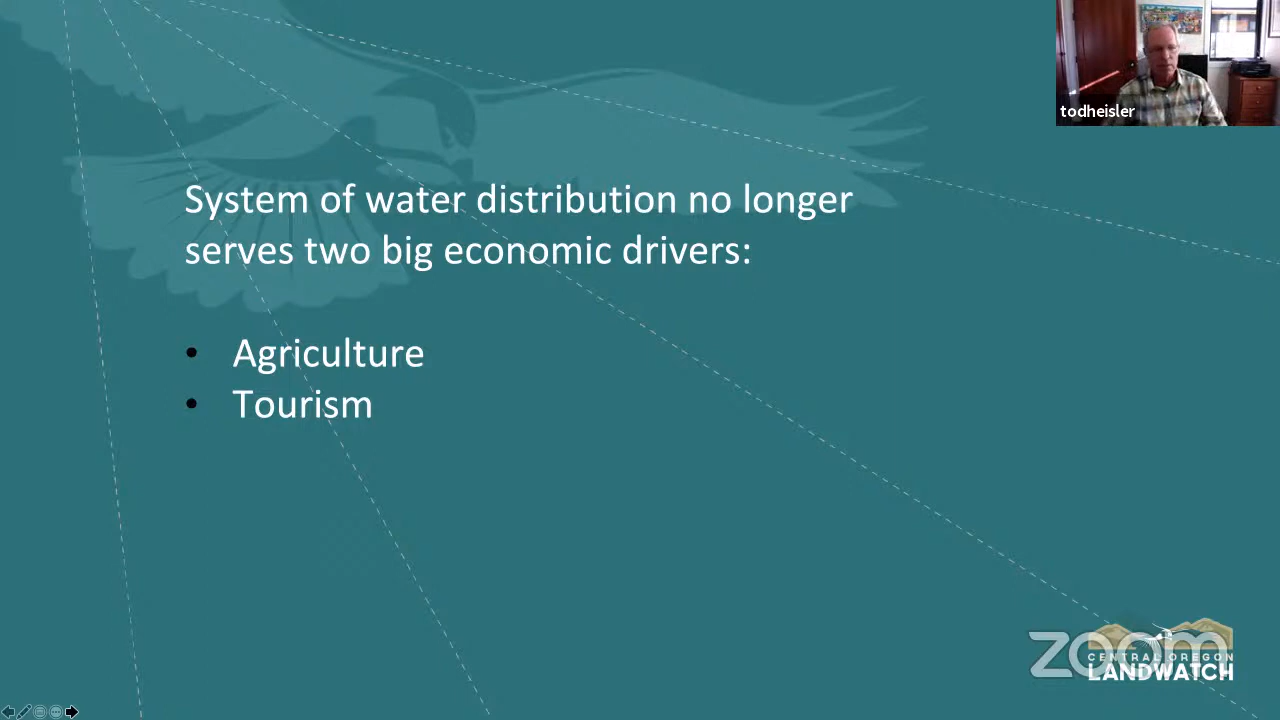 todheisler
System of water distribution no longer
serves two big economic drivers:
• Agriculture
• Tourism
zoom
CENTRAL OREGON
LANDWATCH